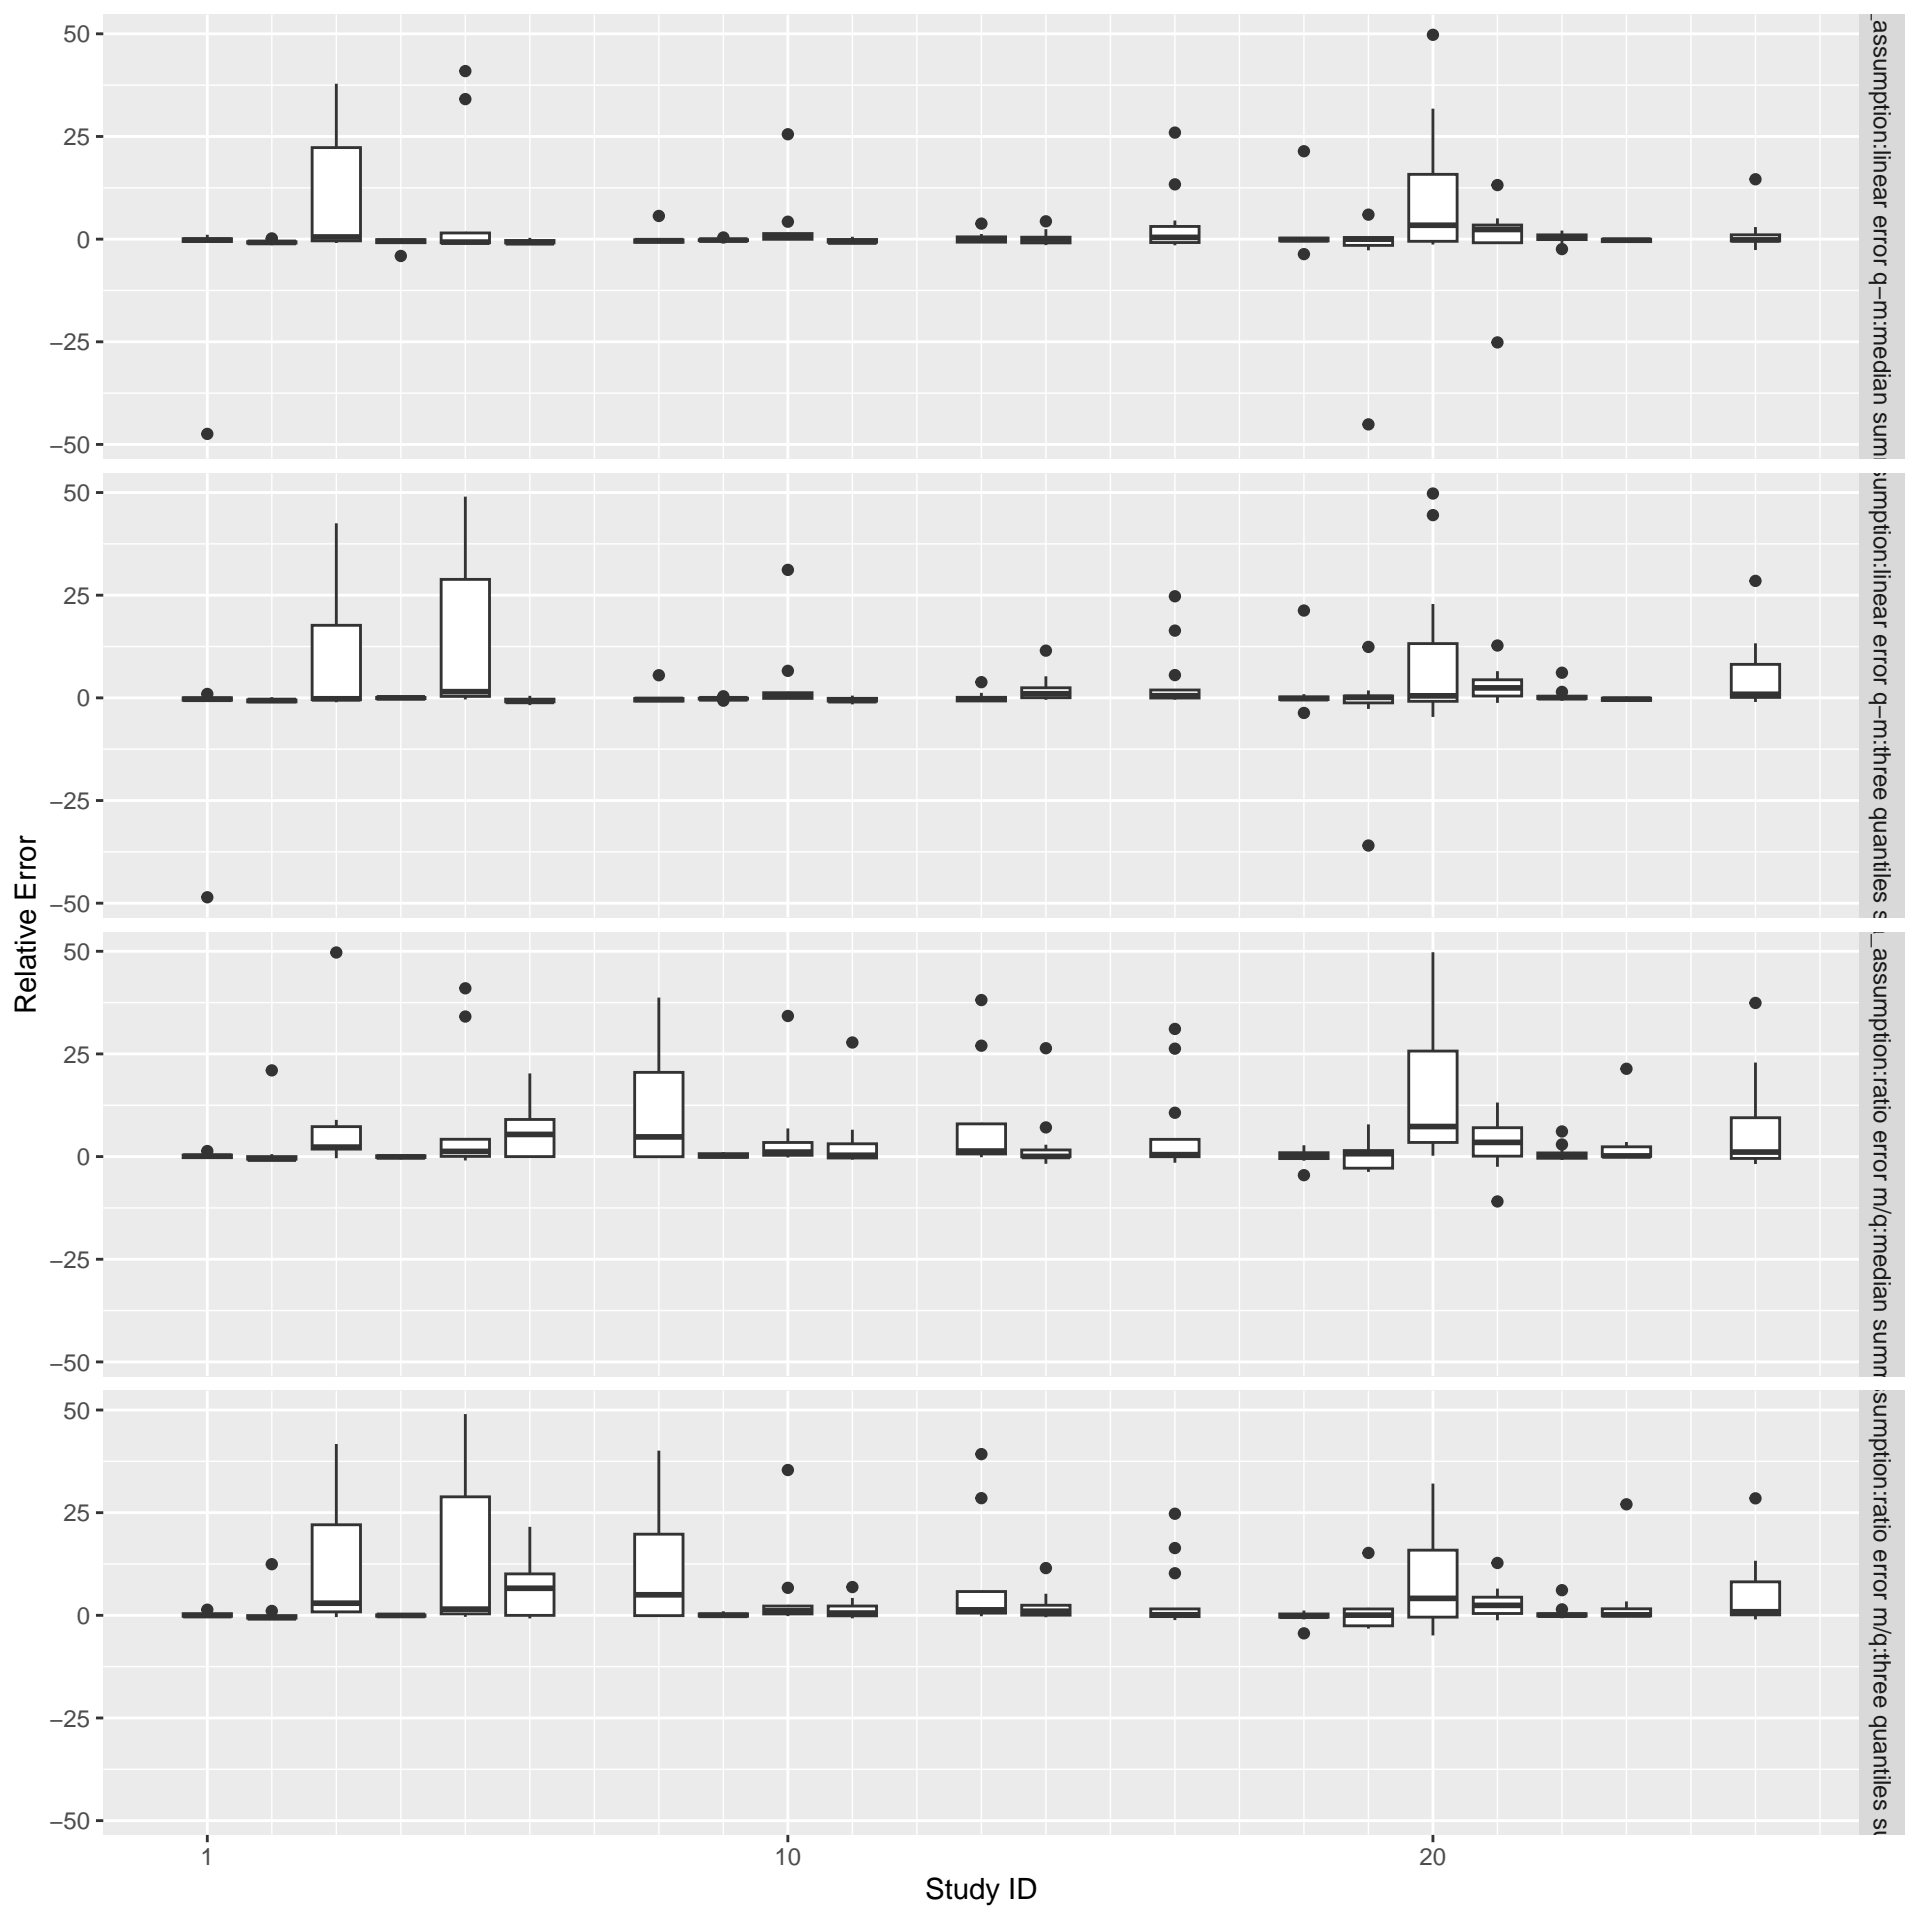 50
25
0
−25
−50
_assumption:linear error q−m:median sum
50
25
0
−25
−50
sumption:linear error q−m:three quantiles s
50
25
0
−25
−50
_assumption:ratio error m/q:median sum
50
25
0
−25
−50
sumption:ratio error m/q:three quantiles s
Relative Error
1 10 20
Study ID